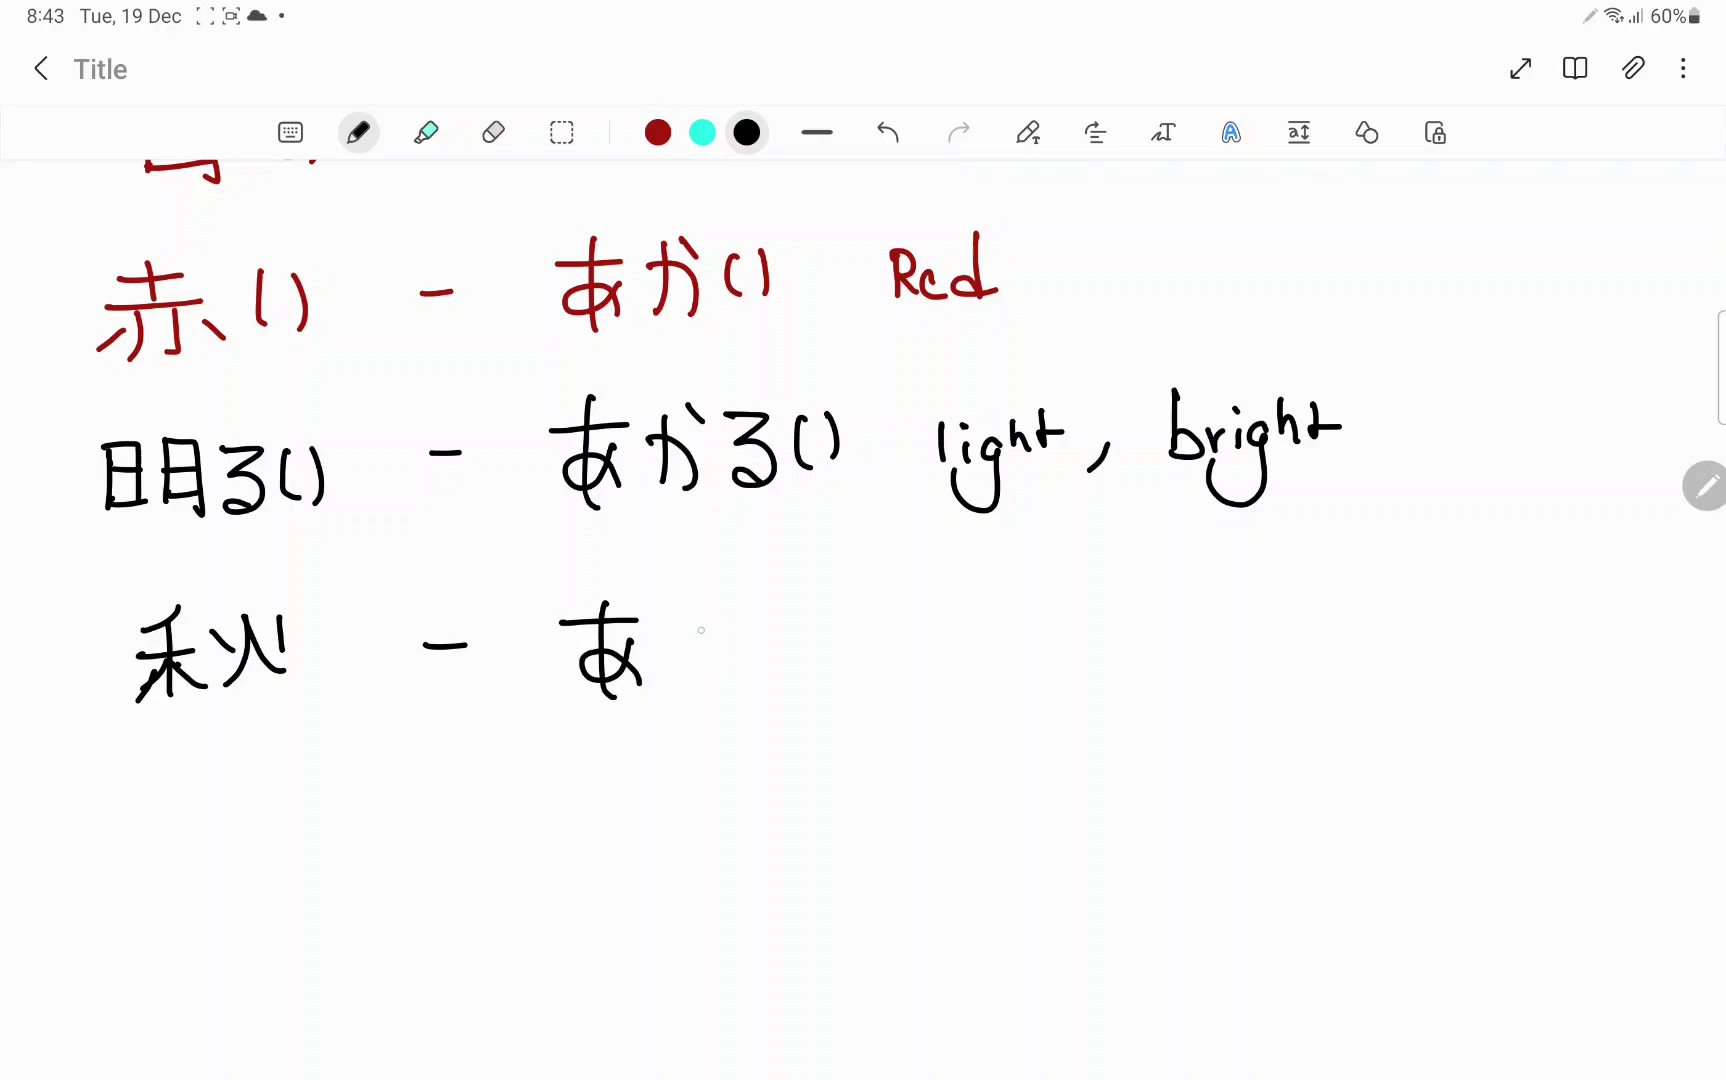 8:43 Tue, 19 Dec 60%
Title
赤い - あかい Red
明るい - あかるい light, bright
秋 - あ